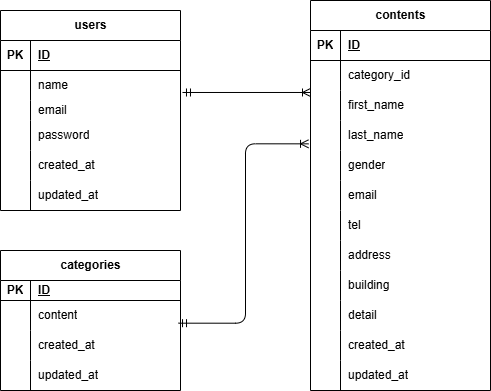 users
PK ID
name
email
password
created_at
updated_at
categories
PK ID
content
created_at
updated_at
contents
PK ID
category_id
first_name
last_name
gender
email
tel
address
building
detail
created_at
updated_at